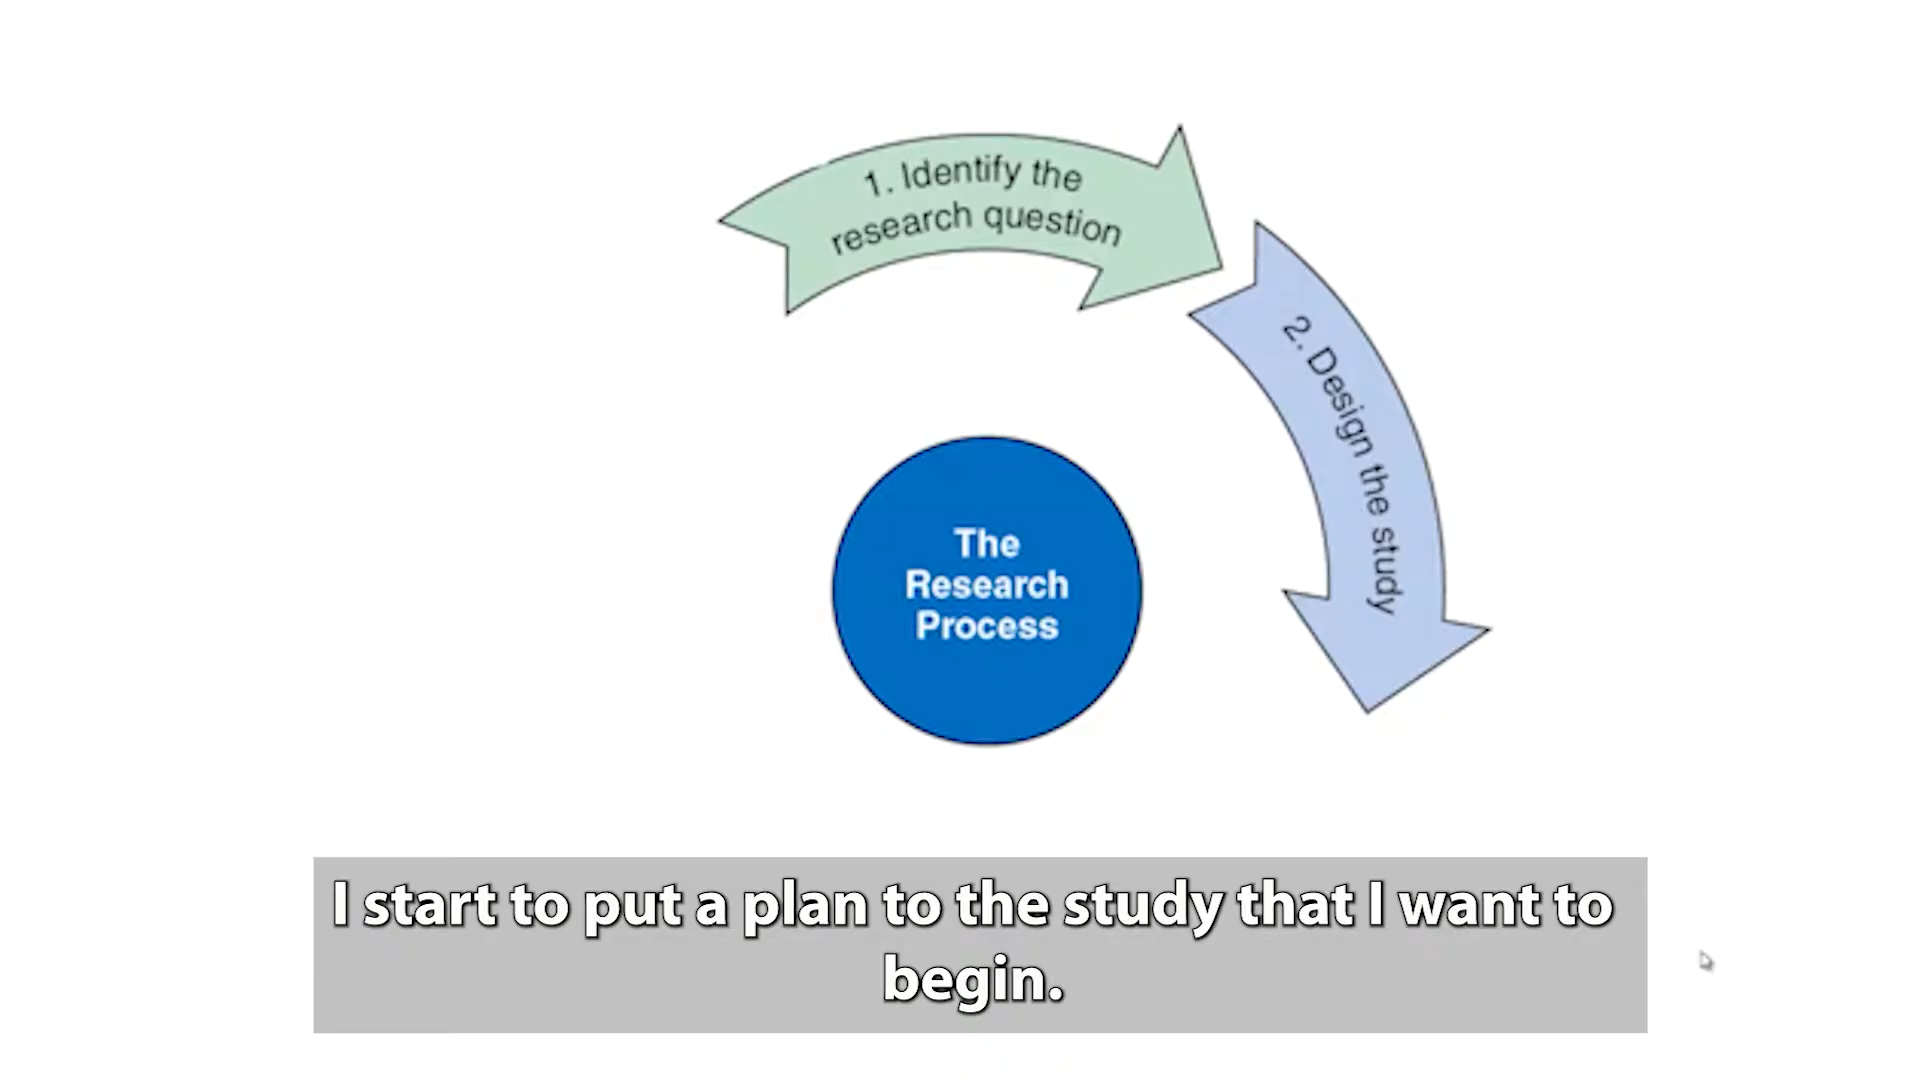 1. Identify the
research question
2. Design the study
The
Research
Process
I start to put a plan to the study that I want to
begin.